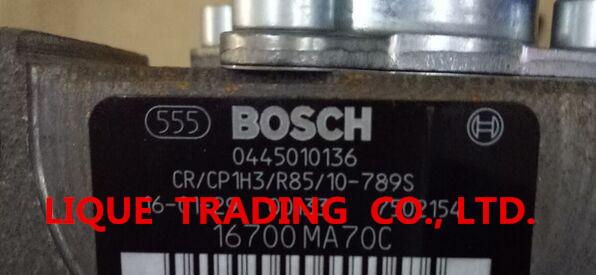 555 BOSCH
0445010136
CR/CP1H3/R85/10-789S
LIQUE TRADING CO., LTD.
16700 MA70C